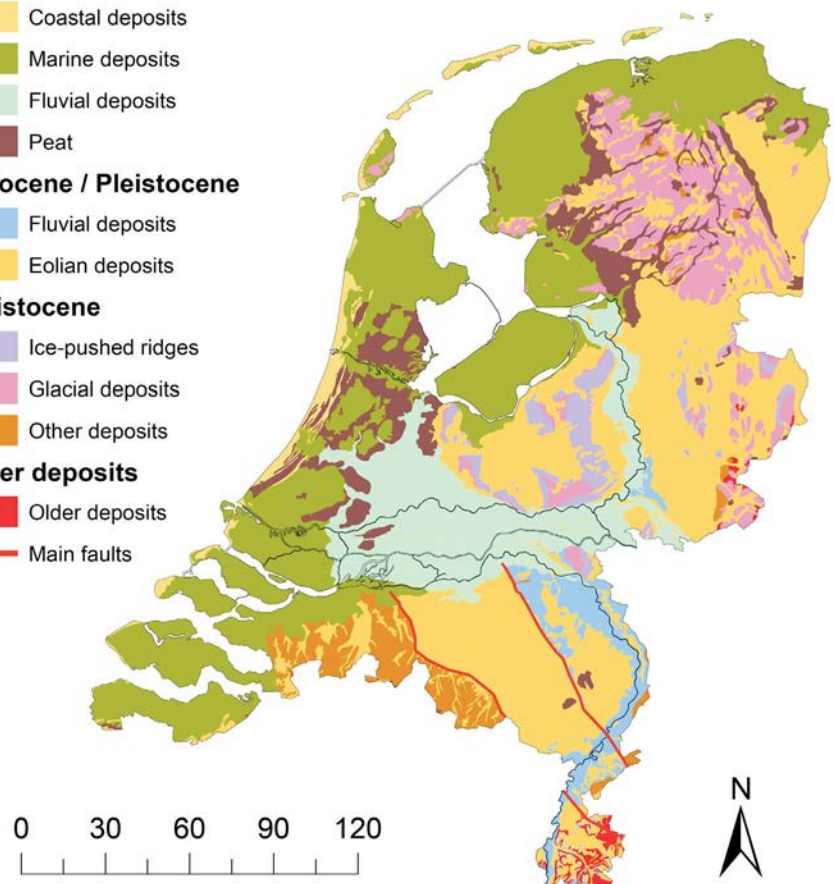 Coastal deposits
Marine deposits
Fluvial deposits
Peat
ocene / Pleistocene
Fluvial deposits
Eolian deposits
istocene
Ice-pushed ridges
Glacial deposits
Other deposits
er deposits
Older deposits
Main faults
0 30 60 90 120
N